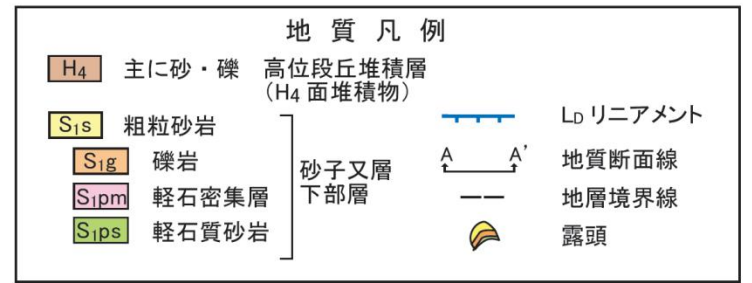 地質凡例
H4 主に砂・礫 高位段丘堆積層
(H4 面堆積物)
S1s 粗粒砂岩
S1g 礫岩
S1pm 軽石密集層
S1ps 軽石質砂岩
砂子又層
下部層
LD リニアメント
A A' 地質断面線
地層境界線
露頭